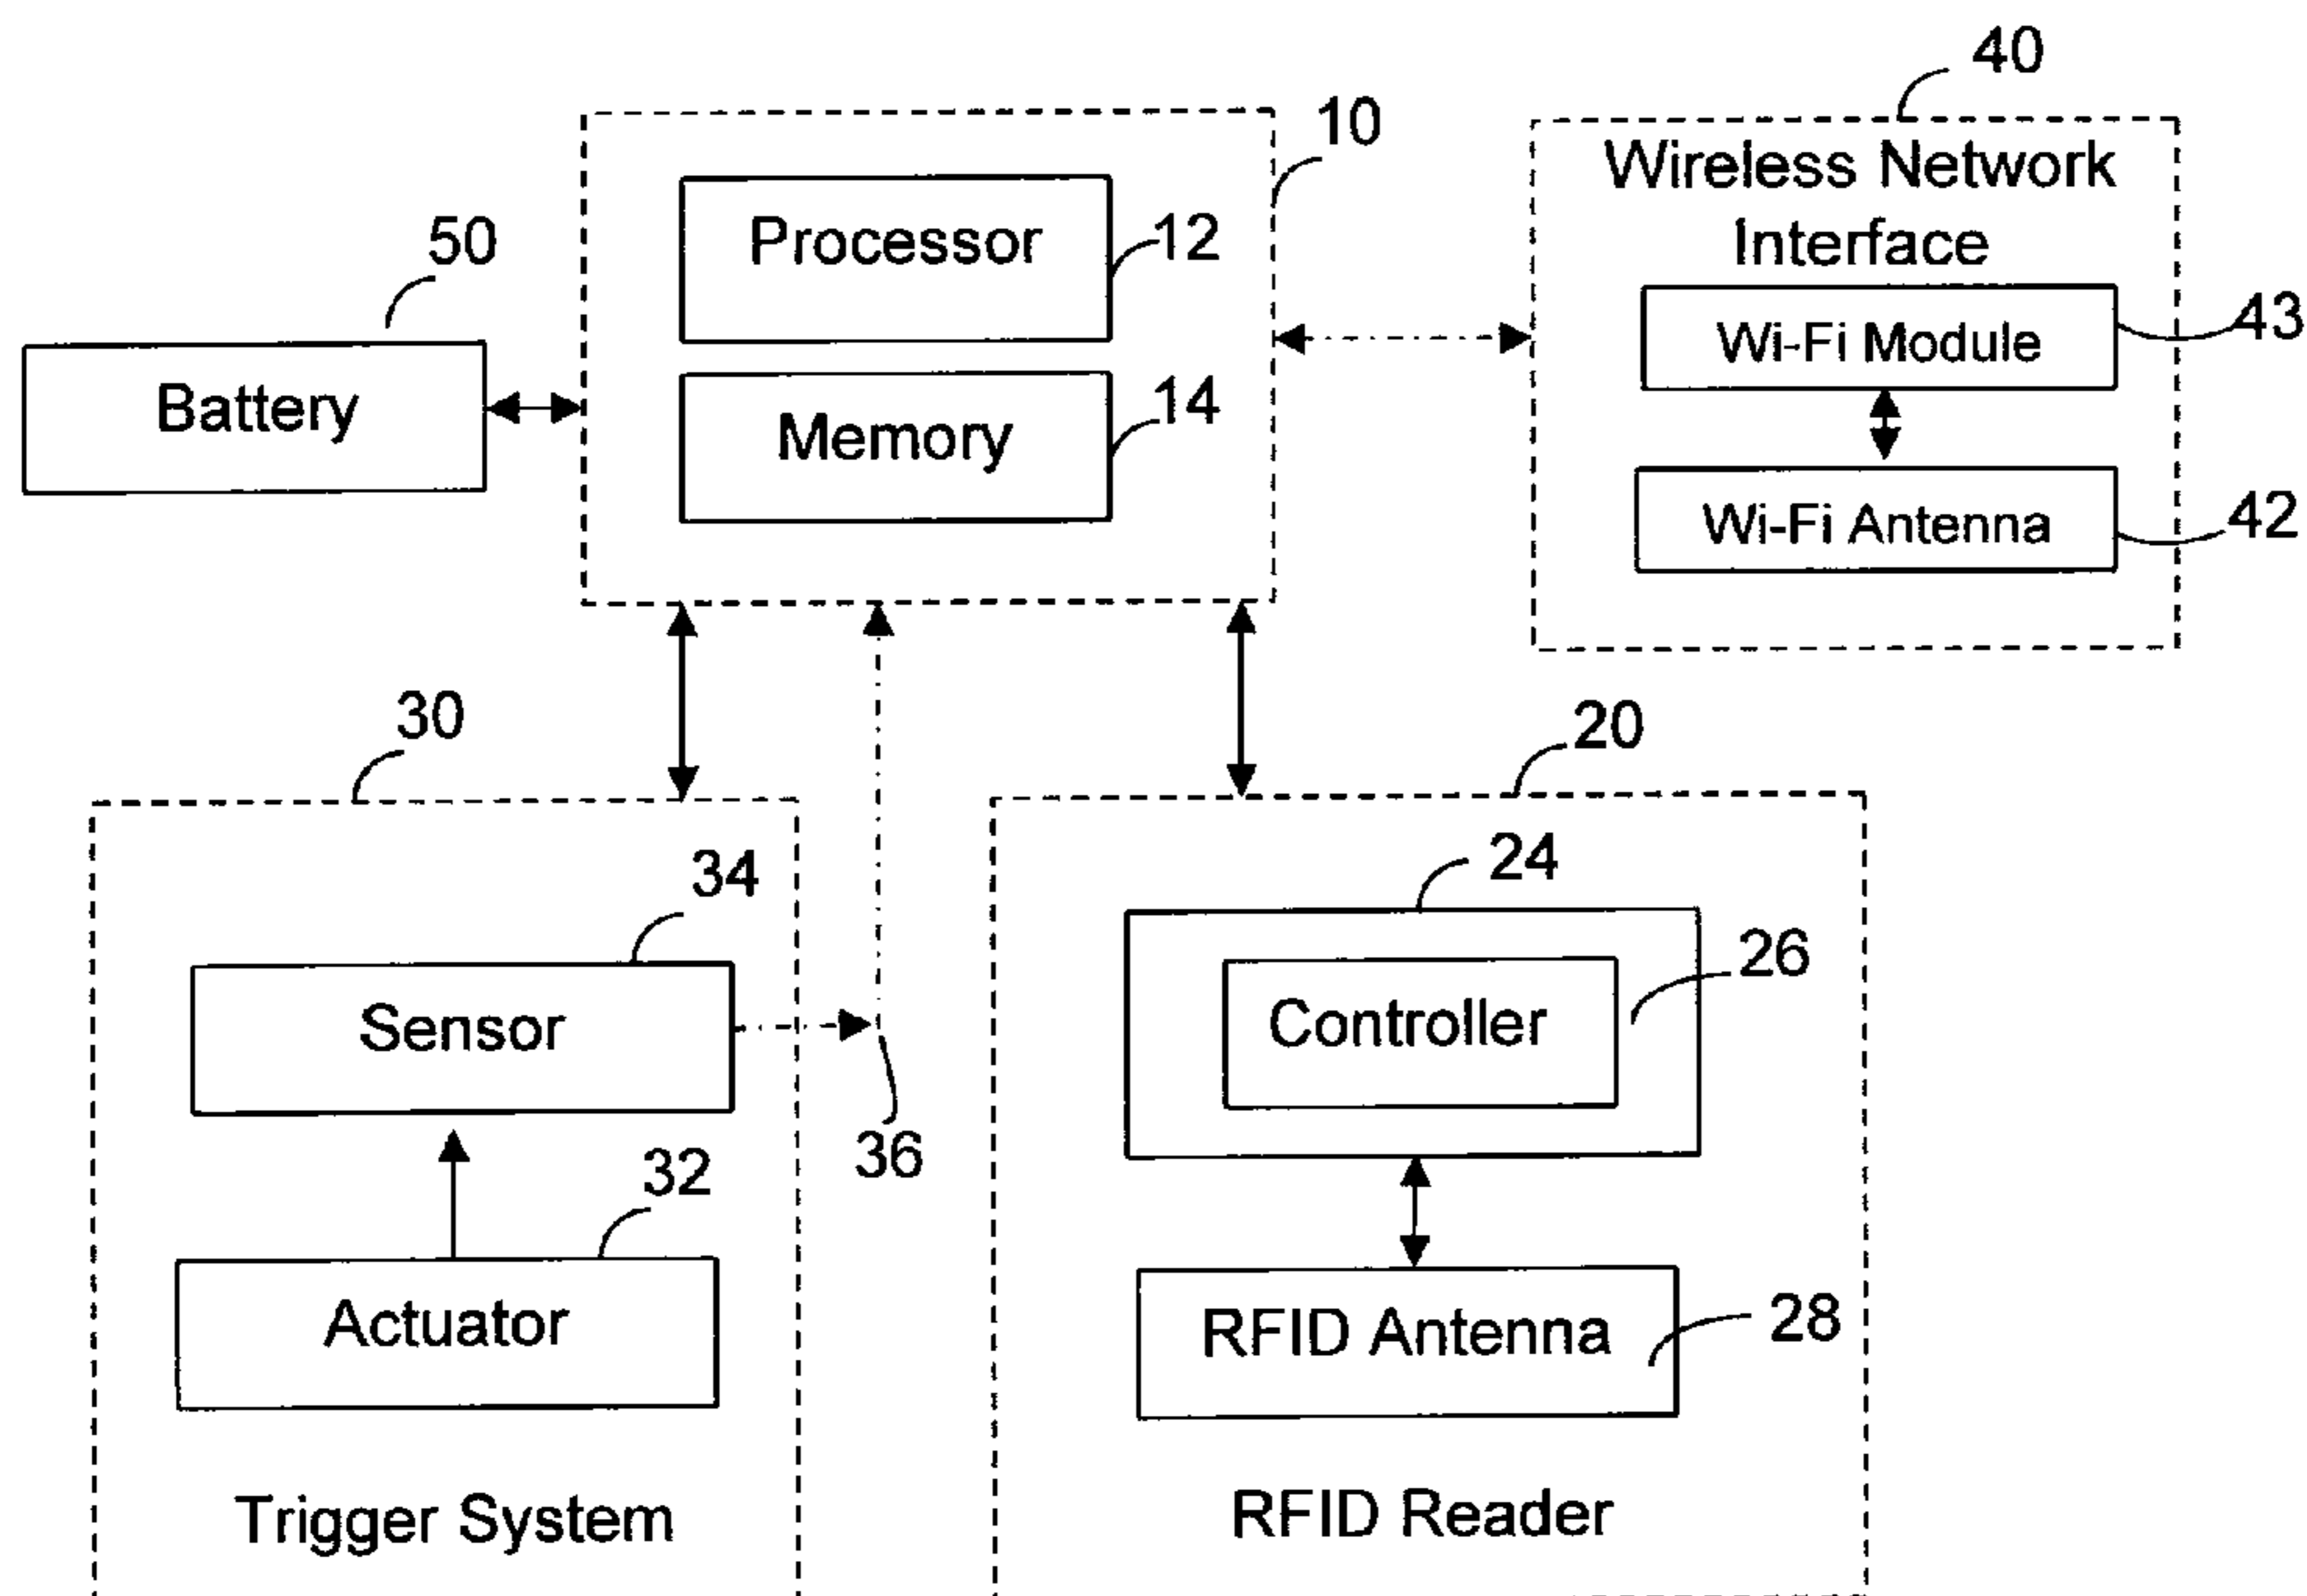 40
10
Wireless Network
Interface
Processor
12
50
Wi-Fi Module
43
Battery
Memory
14
Wi-Fi Antenna
42
30
20
34
24
26
Sensor
Controller
36
32
28
Actuator
RFID Antenna
Trigger System
RFID Reader